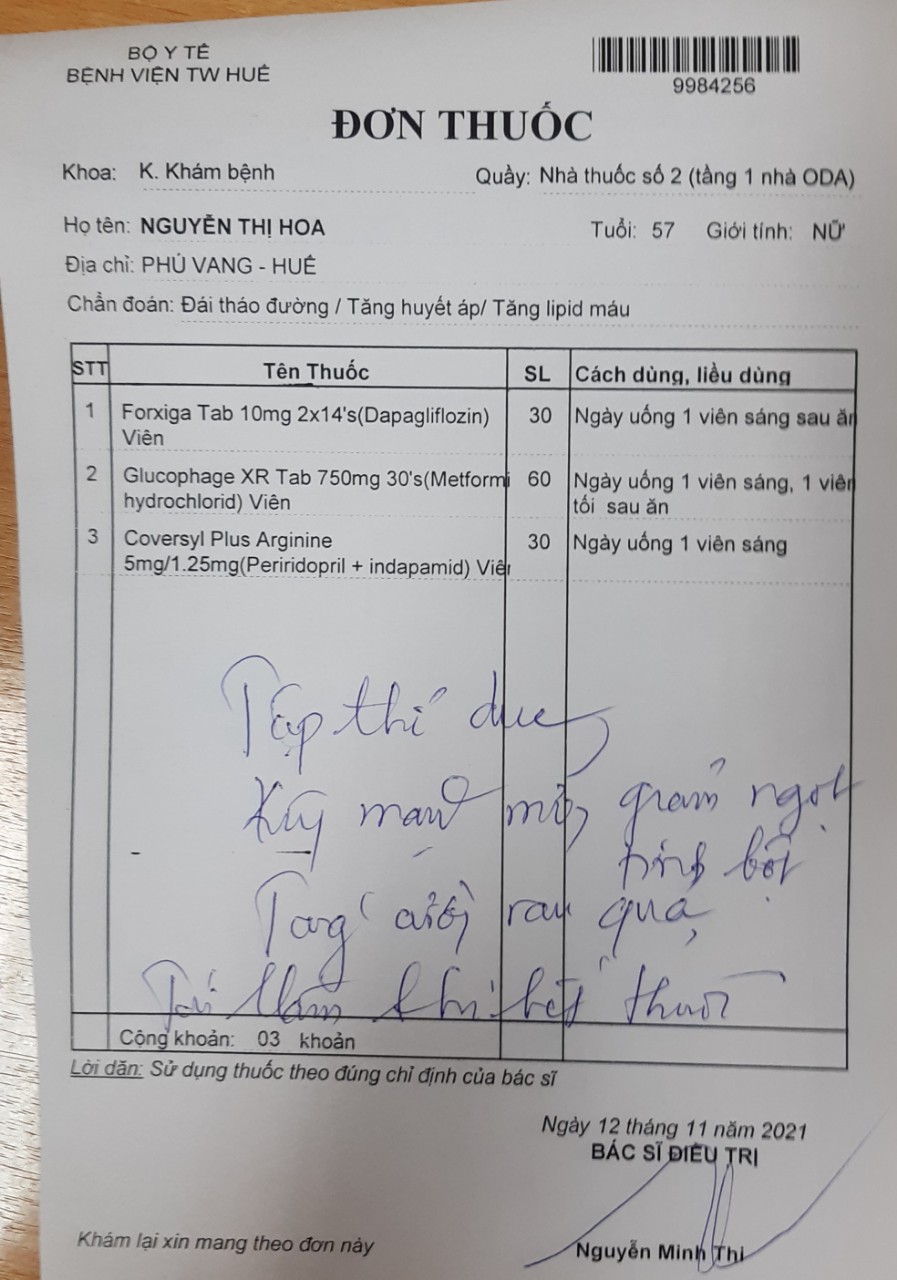 BỘ Y TẾ
BỆNH VIỆN TW HUẾ
9984256
ĐƠN THUỐC
Khoa: K. Khám bệnh Quầy: Nhà thuốc số 2 (tầng 1 nhà ODA)
Họ tên: NGUYỄN THỊ HOA Tuổi: 57 Giới tính: NỮ
Địa chỉ: PHÚ VANG - HUẾ
Chẩn đoán: Đái tháo đường / Tăng huyết áp/ Tăng lipid máu
STT Tên Thuốc SL Cách dùng, liều dùng
1 Forxiga Tab 10mg 2x14's(Dapagliflozin) 30 Ngày uống 1 viên sáng sau ăn
Viên
2 Glucophage XR Tab 750mg 30's(Metformi 60 Ngày uống 1 viên sáng, 1 viên
hydrochlorid) Viên tối sau ăn
3 Coversyl Plus Arginine 30 Ngày uống 1 viên sáng
5mg/1.25mg(Periridopril + indapamid) Viên
Tập thể dục
mặn mỡ, giảm ngọt
tinh bột
Tăng rau quả
Tái khám khi hết thuốc
Cộng khoản: 03 khoản
Lời dặn: Sử dụng thuốc theo đúng chỉ định của bác sĩ
Ngày 12 tháng 11 năm 2021
BÁC SĨ ĐIỀU TRỊ
Khám lại xin mang theo đơn này
Nguyễn Minh Thi